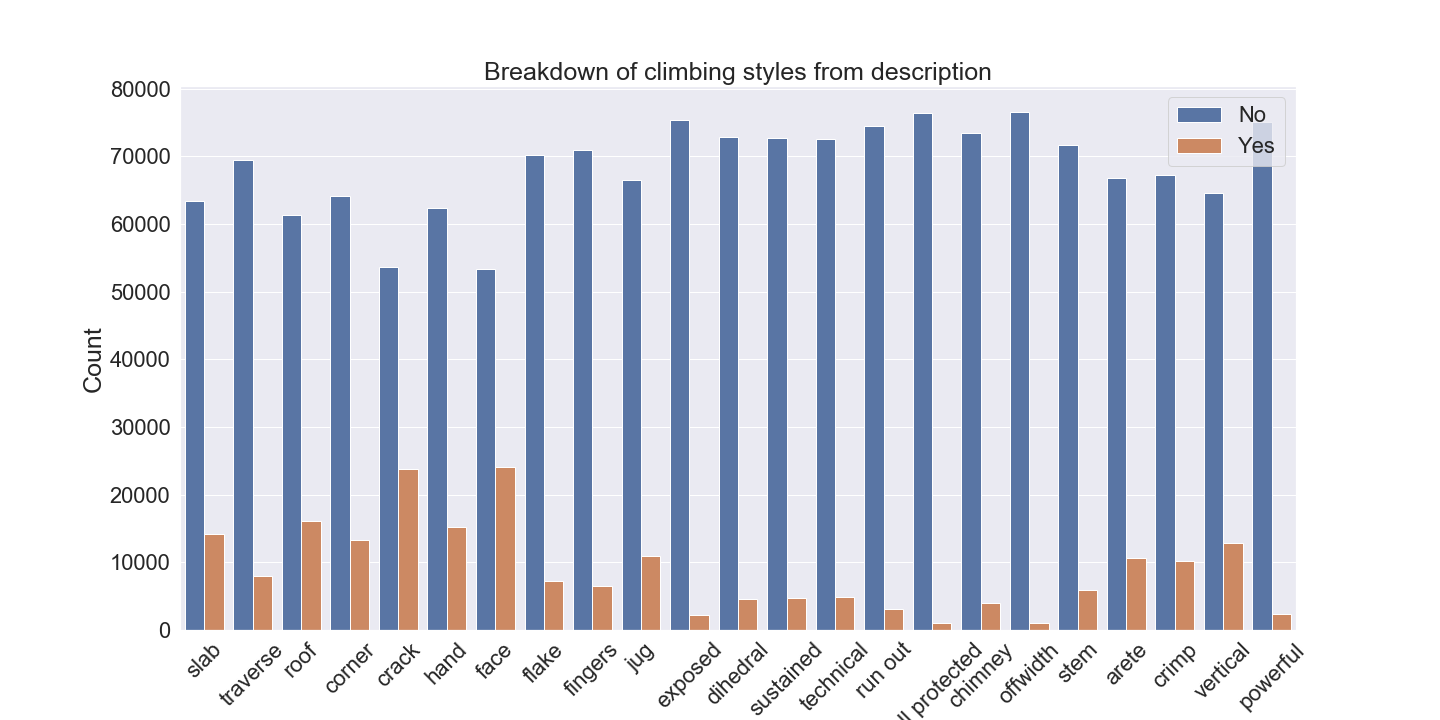 Breakdown of climbing styles from description
No
Yes
80000
70000
60000
50000
40000
30000
20000
10000
0
Count
slab
traverse
roof
corner
crack
hand
face
flake
fingers
jug
exposed
dihedral
sustained
technical
run out
ll protected
chimney
offwidth
stem
arete
crimp
vertical
powerful